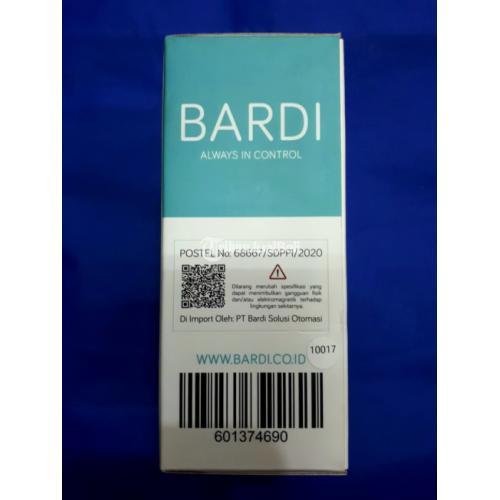 BARDI
ALWAYS IN CONTROL
POSTEL No: 68667/SDPPI/2020
Dilarang merubah spesifikasi yang
dapat menimbulkan gangguan fisik
dan/atau elektromagnetik terhadap
lingkungan sekitarnya.
Di Import Oleh: PT Bardi Solusi Otomasi
10017
WWW.BARDI.CO.ID
601374690